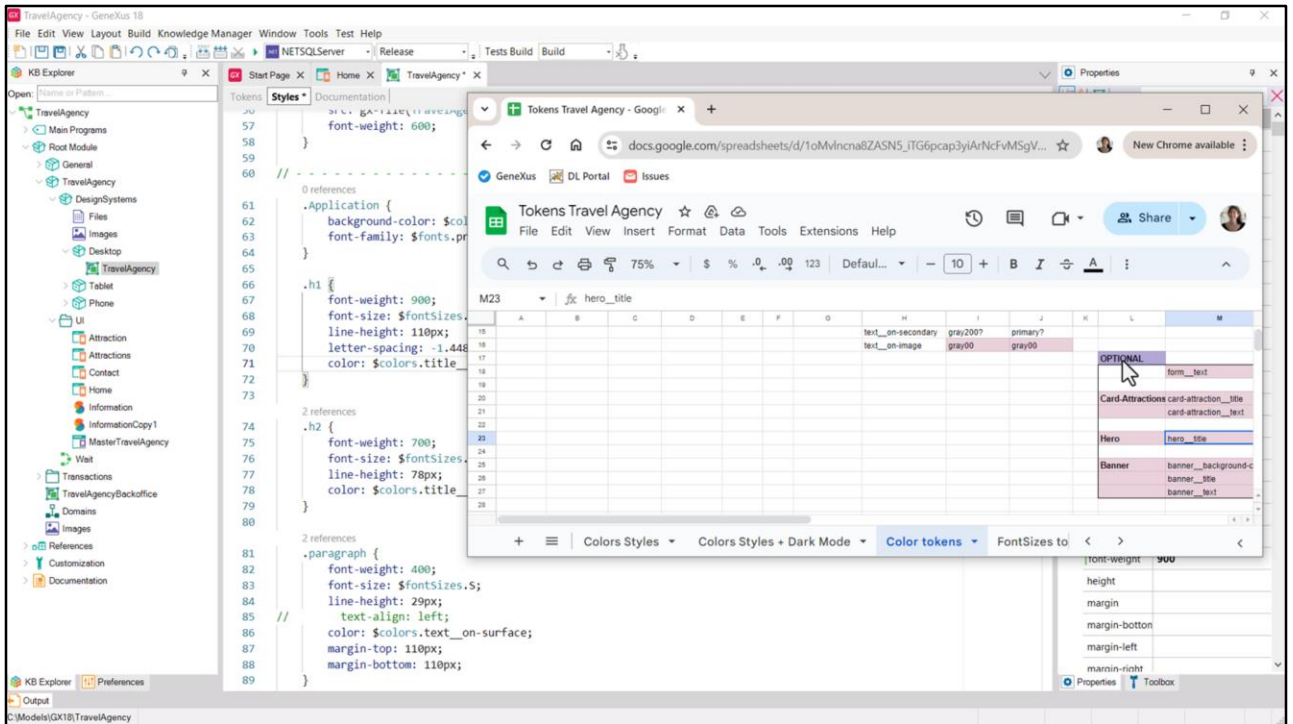 TravelAgency - GeneXus 18
File Edit View Layout Build Knowledge Manager Window Tools Test Help
NETSQLServer Release Tests Build Build
KB Explorer
Open: Name or Pattern...
TravelAgency
Main Programs
Root Module
General
TravelAgency
DesignSystems
Files
Images
Desktop
TravelAgency
Tablet
Phone
UI
Attraction
Attractions
Contact
Home
Information
InformationCopy1
MasterTravelAgency
Wait
Transactions
TravelAgencyBackoffice
Domains
Images
References
Customization
Documentation
KB Explorer Preferences
Output
C:\Models\GX18\TravelAgency
Start Page Home TravelAgency*
Tokens Styles * Documentation
57 font-weight: 600;
58 }
59
60 // - - - - - - - - - - - - - - -
0 references
61 .Application {
62 background-color: $col
63 font-family: $fonts.pr
64 }
65
66 .h1 {
67 font-weight: 900;
68 font-size: $fontSizes.
69 line-height: 110px;
70 letter-spacing: -1.448
71 color: $colors.title_
72 }
73
2 references
74 .h2 {
75 font-weight: 700;
76 font-size: $fontSizes.
77 line-height: 78px;
78 color: $colors.title_
79 }
80
2 references
81 .paragraph {
82 font-weight: 400;
83 font-size: $fontSizes.S;
84 line-height: 29px;
85 // text-align: left;
86 color: $colors.text__on-surface;
87 margin-top: 110px;
88 margin-bottom: 110px;
89 }
Tokens Travel Agency - Google
docs.google.com/spreadsheets/d/1oMvlncna8ZASN5_iTG6pcap3yiArNcFvMSgV... New Chrome available
GeneXus DL Portal Issues
Tokens Travel Agency
File Edit View Insert Format Data Tools Extensions Help
Share
75% $ % .0 .00 123 Defaul... 10 B I A
M23 fx hero__title
A B C D E F G H I J K L M
15 text__on-secondary gray200? primary?
16 text__on-image gray00 gray00
17 OPTIONAL
18 form__text
19
20 Card-Attractions card-attraction__title
21 card-attraction__text
22
23 Hero hero__title
24
25 Banner banner__background-c
26 banner__title
27 banner__text
28
Colors Styles Colors Styles + Dark Mode Color tokens FontSizes to
Properties
font-weight 900
height
margin
margin-botton
margin-left
margin-right
Properties Toolbox